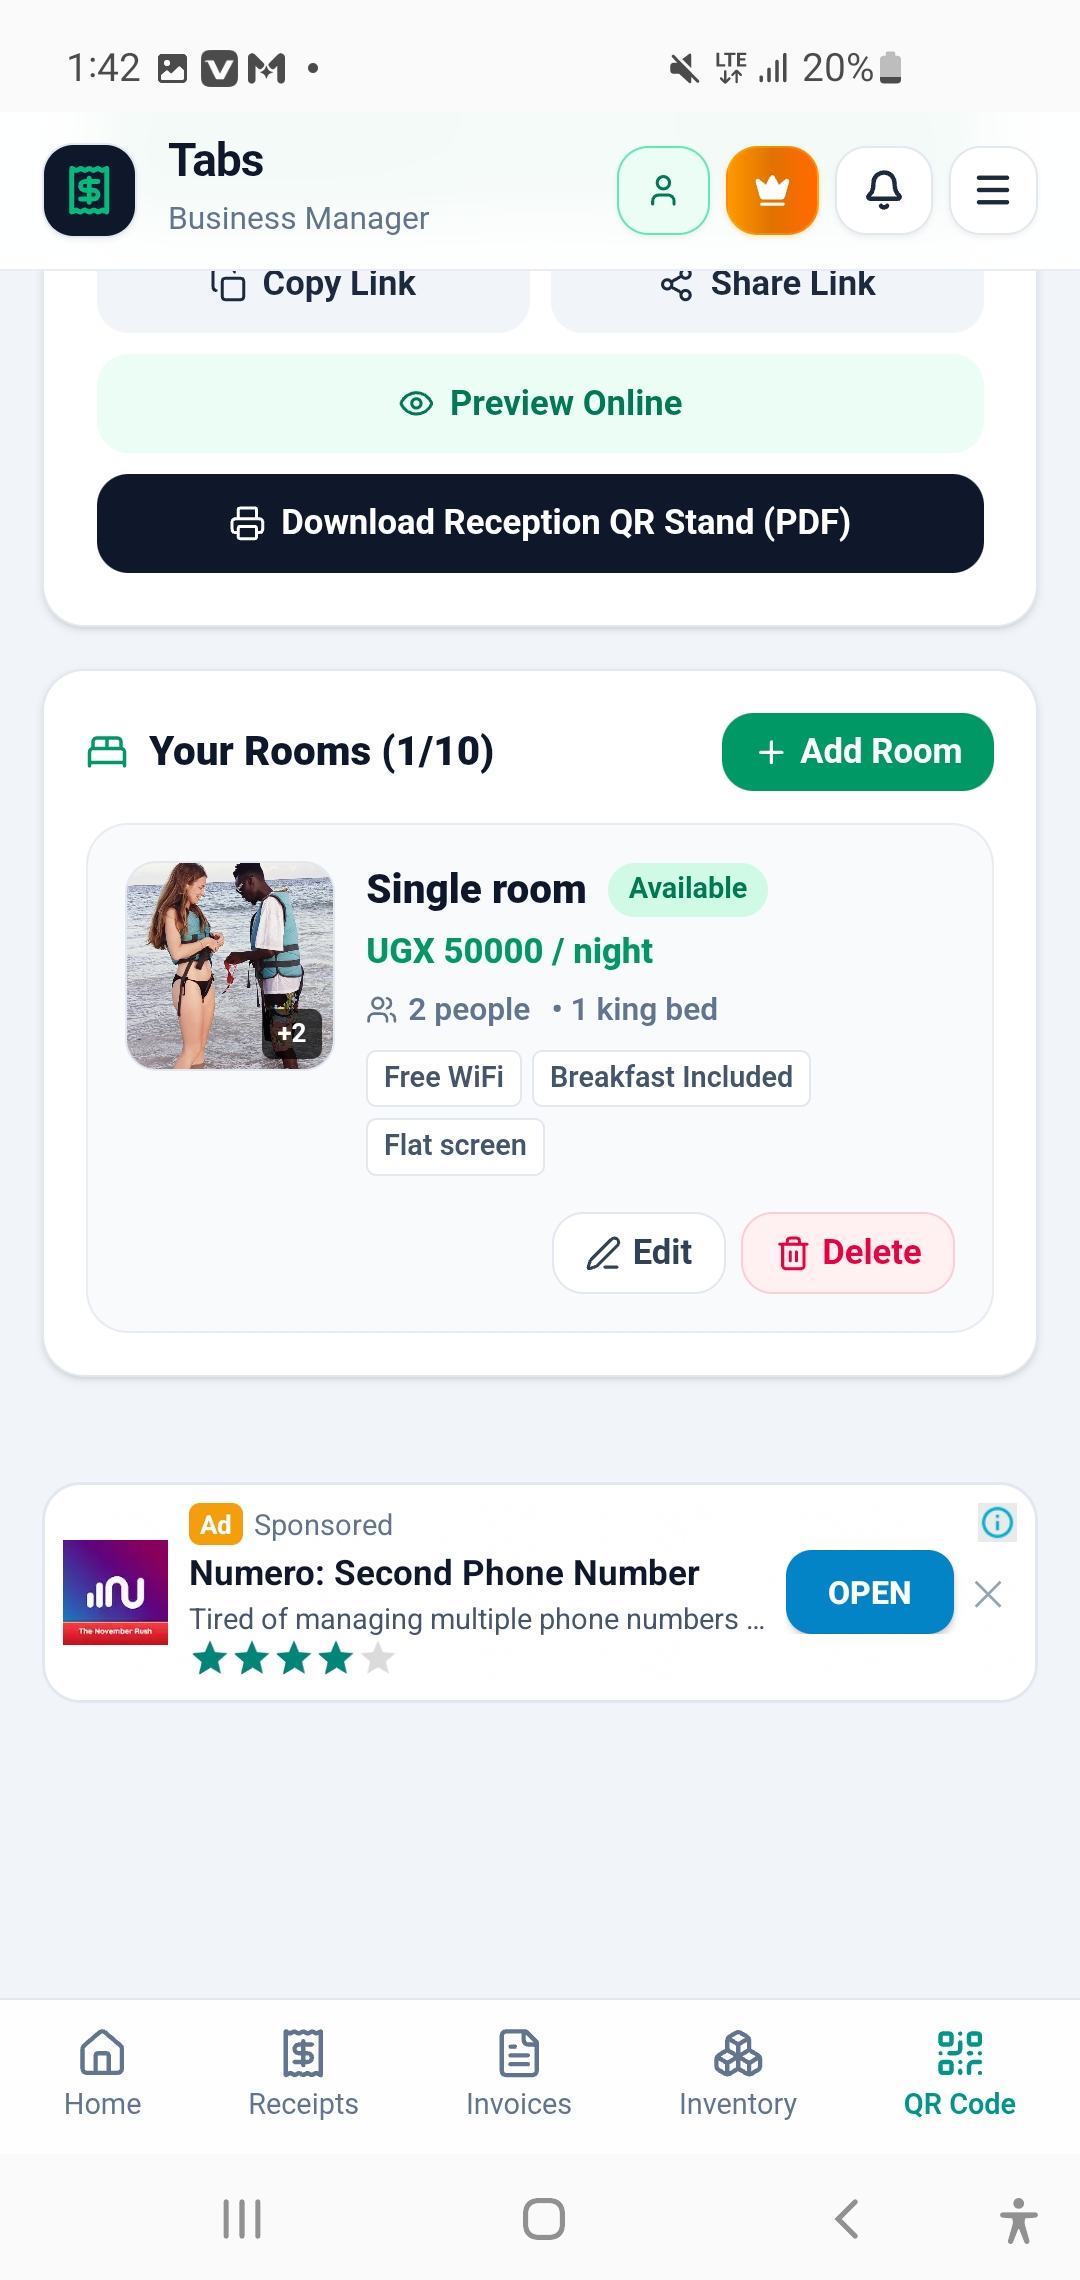 1:42
LTE
20%
Tabs
Business Manager
Copy Link
Share Link
Preview Online
Download Reception QR Stand (PDF)
Your Rooms (1/10)
+ Add Room
Single room
Available
UGX 50000 / night
2 people • 1 king bed
+2
Free WiFi
Breakfast Included
Flat screen
Edit
Delete
Ad
Sponsored
Numero: Second Phone Number
Tired of managing multiple phone numbers ...
OPEN
The November Rush
Home
Receipts
Invoices
Inventory
QR Code